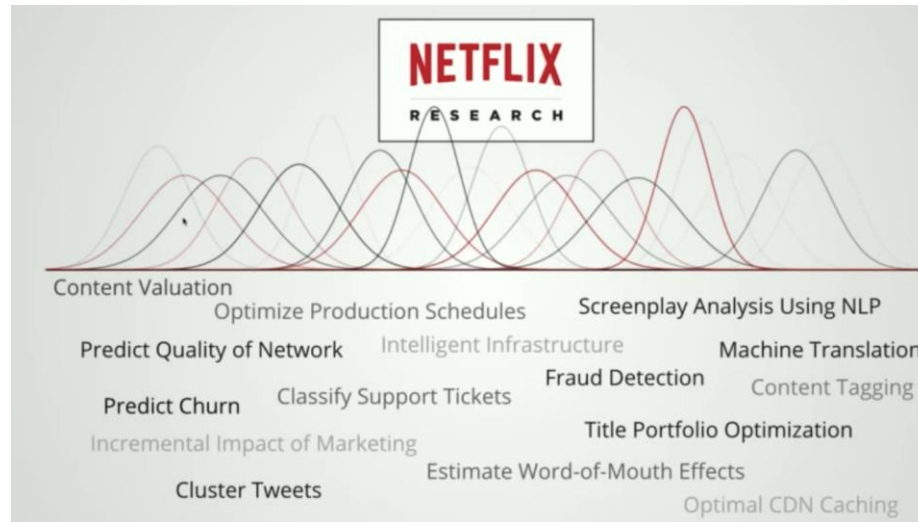 NETFLIX
RESEARCH
Content Valuation
Optimize Production Schedules
Screenplay Analysis Using NLP
Predict Quality of Network
Intelligent Infrastructure
Machine Translation
Fraud Detection
Content Tagging
Predict Churn
Classify Support Tickets
Title Portfolio Optimization
Incremental Impact of Marketing
Estimate Word-of-Mouth Effects
Cluster Tweets
Optimal CDN Caching